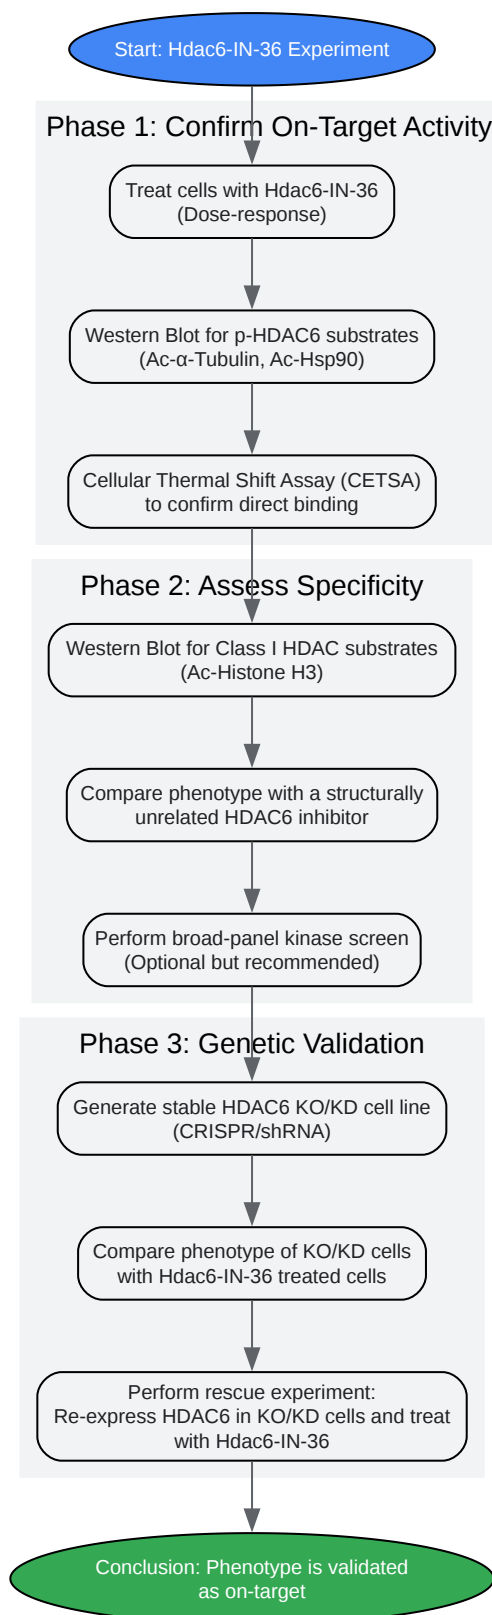 Start: Hdac6-IN-36 Experiment
Phase 1: Confirm On-Target Activity
Treat cells with Hdac6-IN-36
(Dose-response)
Western Blot for p-HDAC6 substrates
(Ac-α-Tubulin, Ac-Hsp90)
Cellular Thermal Shift Assay (CETSA)
to confirm direct binding
Phase 2: Assess Specificity
Western Blot for Class I HDAC substrates
(Ac-Histone H3)
Compare phenotype with a structurally
unrelated HDAC6 inhibitor
Perform broad-panel kinase screen
(Optional but recommended)
Phase 3: Genetic Validation
Generate stable HDAC6 KO/KD cell line
(CRISPR/shRNA)
Compare phenotype of KO/KD cells
with Hdac6-IN-36 treated cells
Perform rescue experiment:
Re-express HDAC6 in KO/KD cells and treat
with Hdac6-IN-36
Conclusion: Phenotype is validated
as on-target